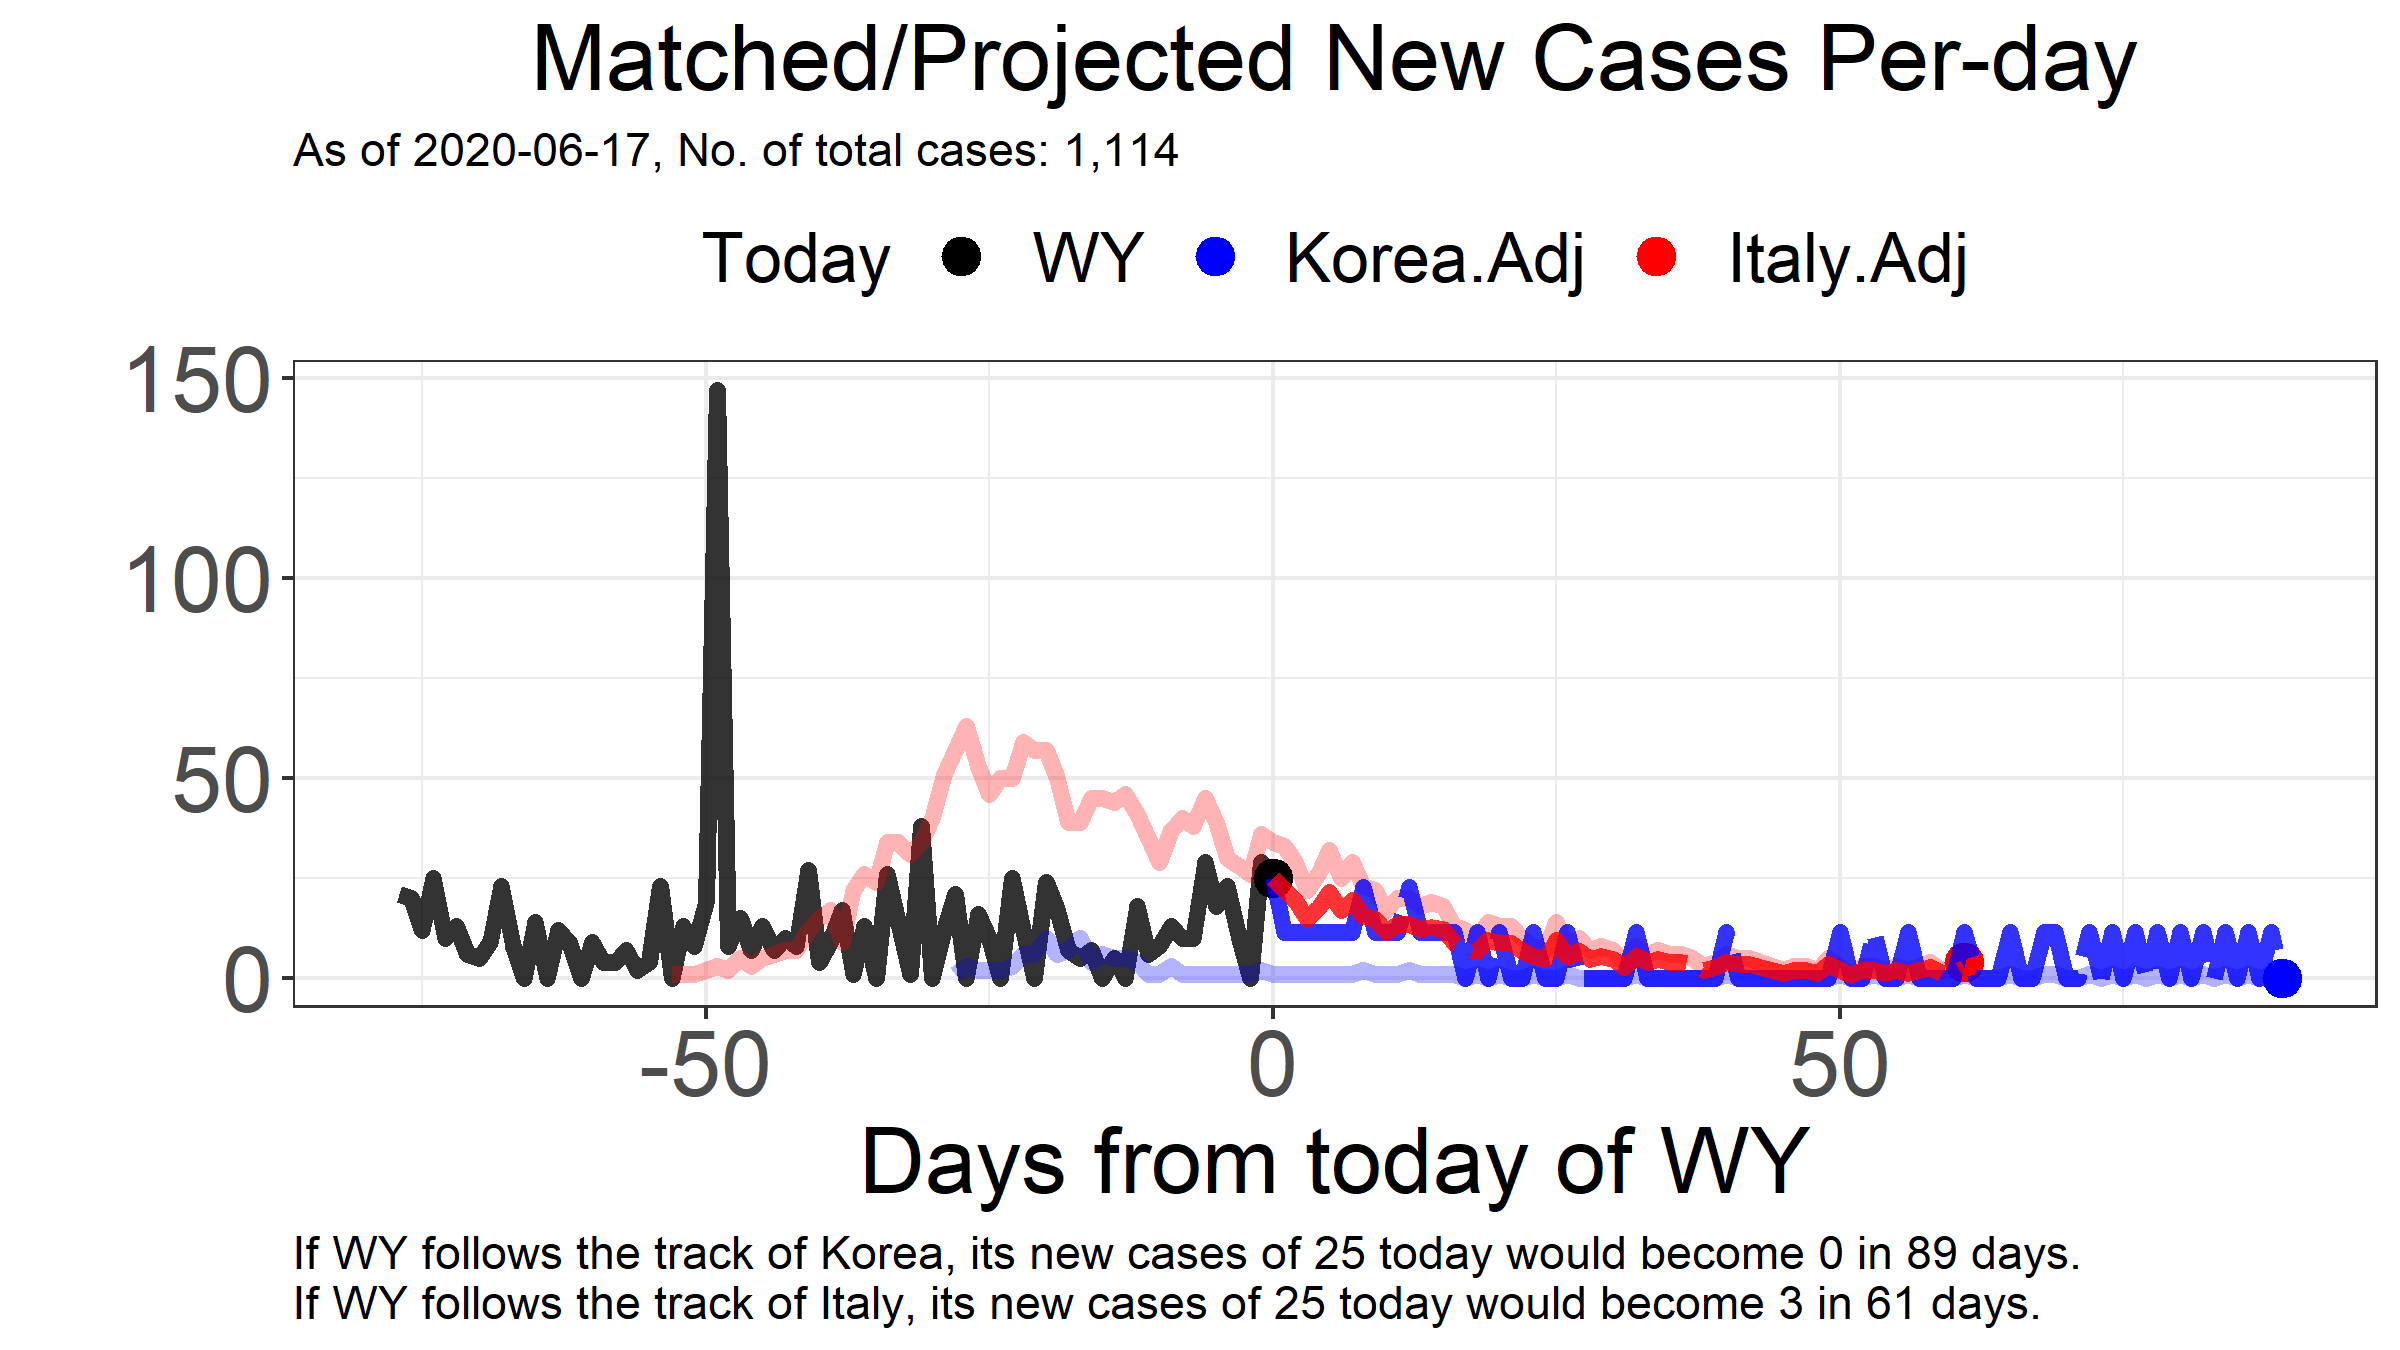 Matched/Projected New Cases Per-day
As of 2020-06-17, No. of total cases: 1,114
Today WY Korea.Adj Italy.Adj
150
100
50
0
-50 0 50
Days from today of WY
If WY follows the track of Korea, its new cases of 25 today would become 0 in 89 days.
If WY follows the track of Italy, its new cases of 25 today would become 3 in 61 days.